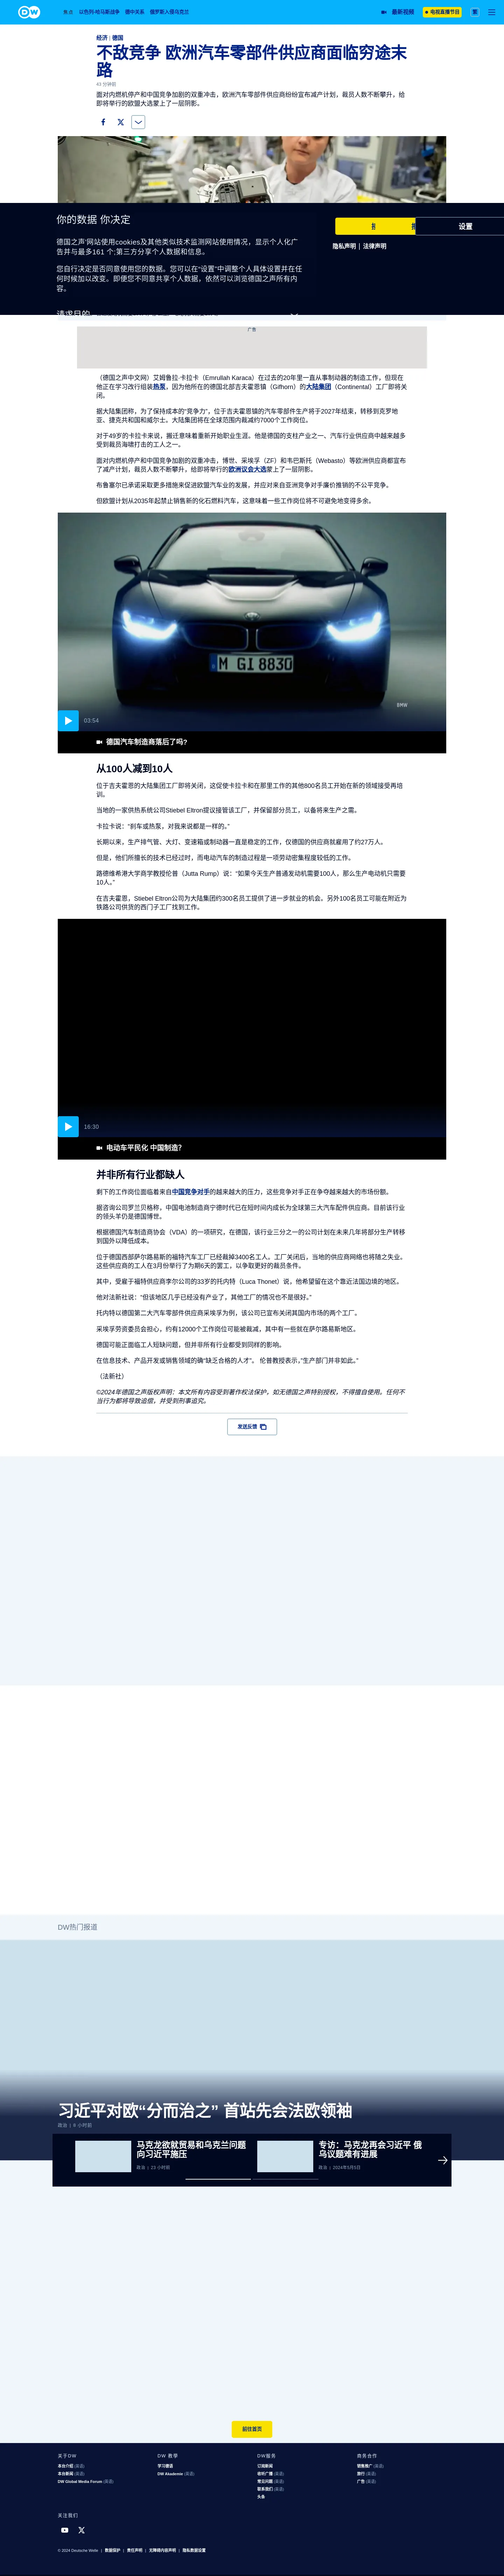 DW
焦点
以色列-哈马斯战争
德中关系
俄罗斯入侵乌克兰
最新视频
电视直播节目
繁
经济 | 德国
不敌竞争 欧洲汽车零部件供应商面临穷途末
路
45 分钟前
面对内燃机停产和中国竞争加剧的双重冲击，欧洲汽车零部件供应商纷纷宣布减产计划，裁员人数不断攀升，给
即将举行的欧盟大选蒙上了一层阴影。
你的数据 你决定
德国之声'网站使用cookies及其他类似技术监测网站使用情况，显示个人化广
告并与最多161 个;第三方分享个人数据和信息。
您自行决定是否同意使用您的数据。您可以在"设置"中调整个人具体设置并在任
何时候加以改变。即便您不同意共享个人数据，依然可以浏览德国之声所有内
容。
设置
隐私声明 | 法律声明
广告
（德国之声中文网）艾姆鲁拉·卡拉卡（Emrullah Karaca）在过去的20年里一直从事制动器的制造工作，但现在
他正在学习改行组装热泵，因为他所在的德国北部吉夫霍恩镇（Gifhorn）的大陆集团（Continental）工厂即将关
闭。
据大陆集团称，为了保持成本的"竞争力"，位于吉夫霍恩镇的汽车零部件生产将于2027年结束，转移到克罗地
亚、捷克共和国和威尔士。大陆集团将在全球范围内裁减约7000个工作岗位。
对于49岁的卡拉卡来说，搬迁意味着重新开始职业生涯。他是德国的支柱产业之一、汽车行业供应商中越来越多
受到裁员海啸打击的工人之一。
面对内燃机停产和中国竞争加剧的双重冲击，博世、采埃孚（ZF）和韦巴斯托（Webasto）等欧洲供应商都宣布
了减产计划，裁员人数不断攀升，给即将举行的欧洲议会大选蒙上了一层阴影。
布鲁塞尔已承诺采取更多措施来促进欧盟汽车业的发展，并应对来自亚洲竞争对手廉价推销的不公平竞争。
但欧盟计划从2035年起禁止销售新的化石燃料汽车，这意味着一些工作岗位将不可避免地变得多余。
M GI 8830
BMW
03:54
德国汽车制造商落后了吗?
从100人减到10人
位于吉夫霍恩的大陆集团工厂即将关闭，这促使卡拉卡和在那里工作的其他800名员工开始在新的领域接受再培
训。
当地的一家供热系统公司Stiebel Eltron提议接管该工厂，并保留部分员工，以备将来生产之需。
卡拉卡说："刹车或热泵，对我来说都是一样的。"
长期以来，生产排气管、大灯、变速箱或制动器一直是稳定的工作，仅德国的供应商就雇用了约27万人。
但是，他们所擅长的技术已经过时，而电动汽车的制造过程是一项劳动密集程度较低的工作。
路德维希港大学商学教授伦普（Jutta Rump）说："如果今天生产普通发动机需要100人，那么生产电动机只需要
10人。"
在吉夫霍恩，Stiebel Eltron公司为大陆集团约300名员工提供了进一步就业的机会。另外100名员工可能在附近为
铁路公司供货的西门子工厂找到工作。
16:30
电动车平民化 中国制造?
并非所有行业都缺人
剩下的工作岗位面临着来自中国竞争对手的越来越大的压力，这些竞争对手正在争夺越来越大的市场份额。
据咨询公司罗兰贝格称，中国电池制造商宁德时代已在短时间内成长为全球第三大汽车配件供应商。目前该行业
的领头羊仍是德国博世。
根据德国汽车制造商协会（VDA）的一项研究，在德国，该行业三分之一的公司计划在未来几年将部分生产转移
到国外以降低成本。
位于德国西部萨尔路易斯的福特汽车工厂已经裁掉3400名工人。工厂关闭后，当地的供应商网络也将随之失业。
这些供应商的工人在3月份举行了为期6天的罢工，以争取更好的裁员条件。
其中，受雇于福特供应商李尔公司的33岁的托内特（Luca Thonet）说，他希望留在这个靠近法国边境的地区。
他对法新社说："但该地区几乎已经没有产业了，其他工厂的情况也不是很好。"
托内特以德国第二大汽车零部件供应商采埃孚为例，该公司已宣布关闭其国内市场的两个工厂。
采埃孚劳资委员会担心，约有12000个工作岗位可能被裁减，其中有一些就在萨尔路易斯地区。
德国可能正面临工人短缺问题，但并非所有行业都受到同样的影响。
在信息技术、产品开发或销售领域的确"缺乏合格的人才"。 伦普教授表示，"生产部门并非如此。"
（法新社）
©2024年德国之声版权声明：本文所有内容受到著作权法保护，如无德国之声特别授权，不得擅自使用。任何不
当行为都将导致追偿，并受到刑事追究。
发送反馈
DW热门报道
习近平对欧"分而治之" 首站先会法欧领袖
政治 | 6 小时前
马克龙欲就贸易和乌克兰问题
向习近平施压
政治 | 23 小时前
专访：马克龙再会习近平 俄
乌议题难有进展
政治 | 2024年5月5日
前往首页
关于DW
本台介绍 (英语)
本台新闻 (英语)
DW Global Media Forum (英语)
DW 教學
学习德语
DW Akademie (英语)
DW服务
订阅新闻
收听广播 (英语)
常见问题 (英语)
联系我们 (英语)
头条
商务合作
销售推广 (英语)
旅行 (英语)
广告 (英语)
关注我们
© 2024 Deutsche Welle | 数据保护 | 责任声明 | 无障碍内容声明 | 隐私数据设置